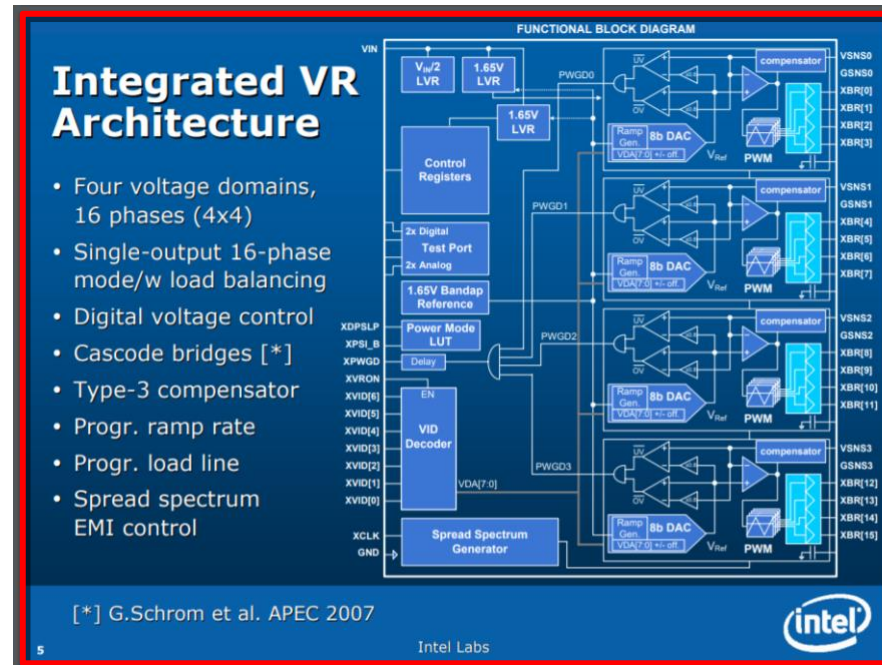 FUNCTIONAL BLOCK DIAGRAM
Integrated VR
Architecture
• Four voltage domains,
16 phases (4x4)
• Single-output 16-phase
mode/w load balancing
• Digital voltage control
• Cascode bridges [*]
• Type-3 compensator
• Progr. ramp rate
• Progr. load line
• Spread spectrum
EMI control
VIN
VIN/2
LVR
1.65V
LVR
1.65V
LVR
Control
Registers
2x Digital
Test Port
2x Analog
1.65V Bandap
Reference
XDPSLP
XPSI_B
Power Mode
LUT
XPWGD
Delay
XVRON
EN
XVID[6]
XVID[5]
XVID[4]
XVID[3]
XVID[2]
XVID[1]
XVID[0]
VID
Decoder
VDA[7:0]
XCLK
GND
Spread Spectrum
Generator
PWGD0
UV
OV
compensator
Ramp
Gen.
8b DAC
VDA[7:0] +/- off.
VRef
PWM
VSNS0
GSNS0
XBR[0]
XBR[1]
XBR[2]
XBR[3]
PWGD1
UV
OV
compensator
Ramp
Gen.
8b DAC
VDA[7:0] +/- off.
VRef
PWM
VSNS1
GSNS1
XBR[4]
XBR[5]
XBR[6]
XBR[7]
PWGD2
UV
OV
compensator
Ramp
Gen.
8b DAC
VDA[7:0] +/- off.
VRef
PWM
VSNS2
GSNS2
XBR[8]
XBR[9]
XBR[10]
XBR[11]
PWGD3
UV
OV
compensator
Ramp
Gen.
8b DAC
VDA[7:0] +/- off.
VRef
PWM
VSNS3
GSNS3
XBR[12]
XBR[13]
XBR[14]
XBR[15]
[*] G.Schrom et al. APEC 2007
5
Intel Labs
intel